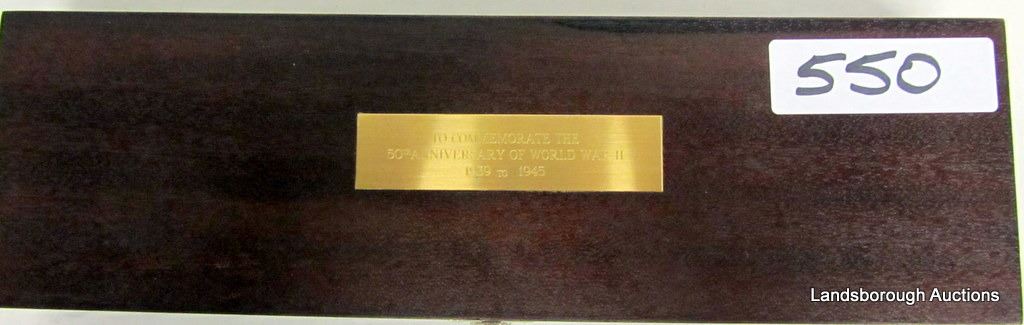 550
TO COMMEMORATE THE
50TH ANNIVERSARY OF WORLD WAR II
1939 TO 1945
Landsborough Auctions